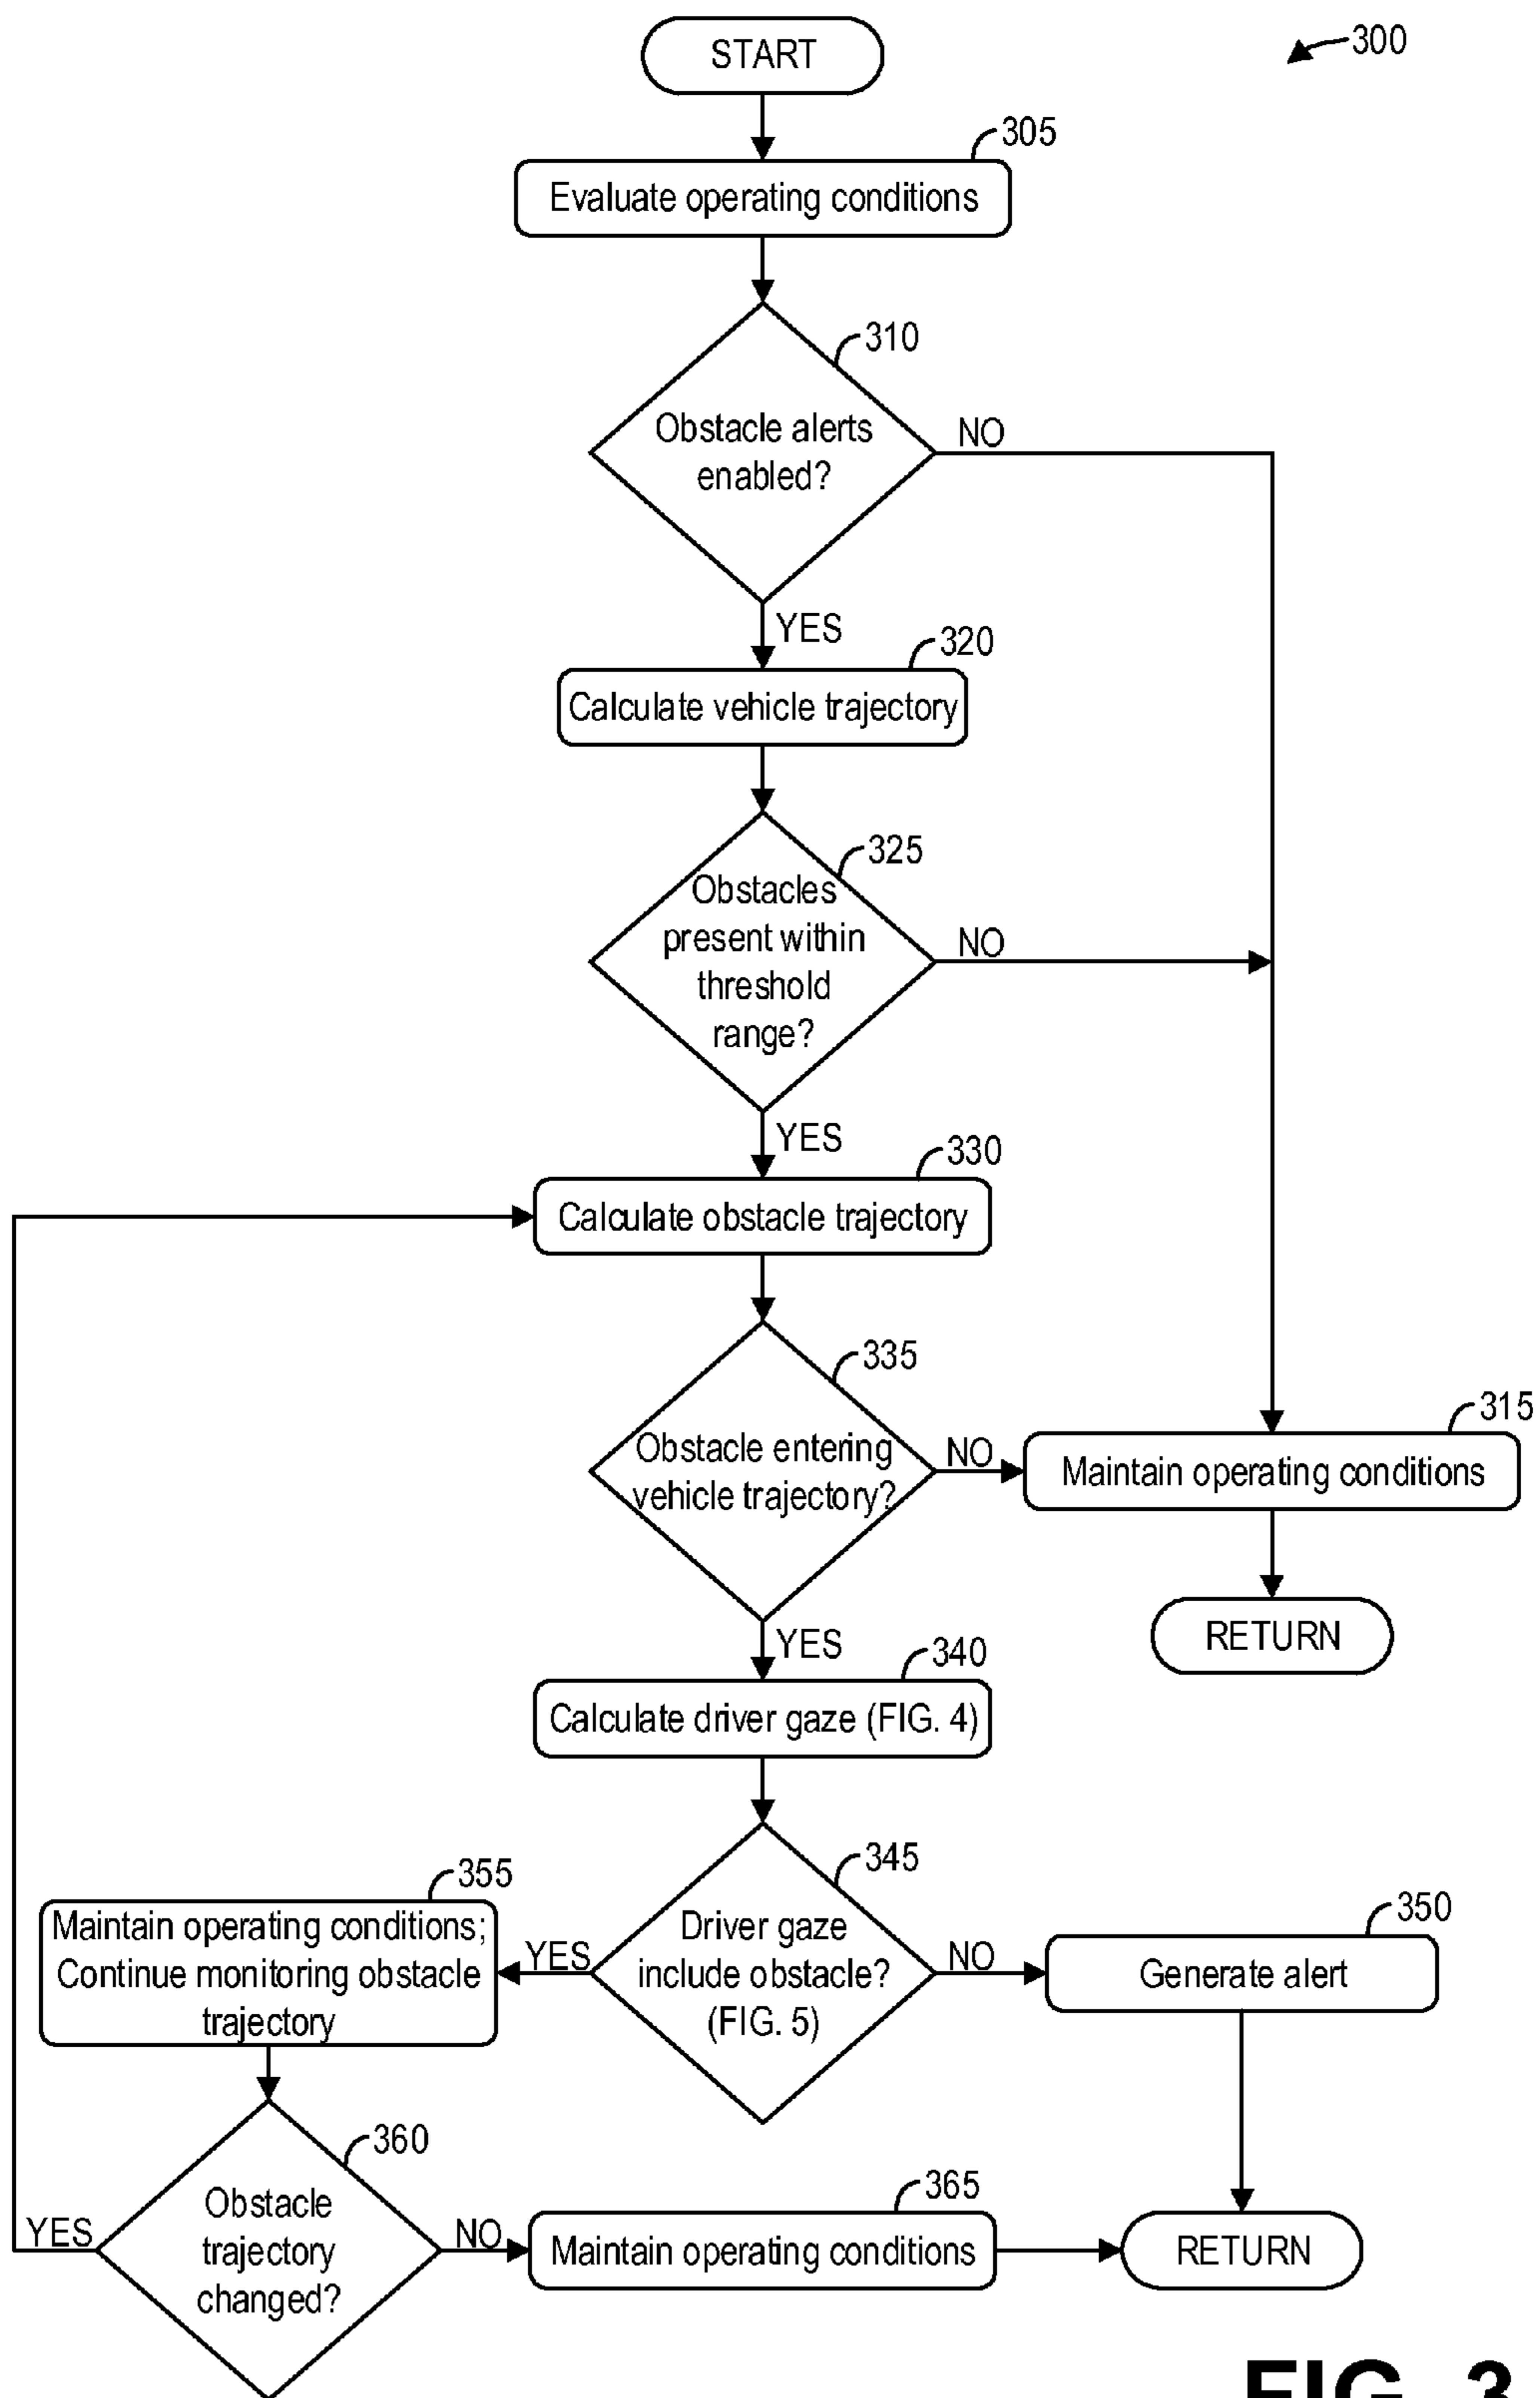 START
300
305
Evaluate operating conditions
310
Obstacle alerts
enabled?
NO
YES
320
Calculate vehicle trajectory
325
Obstacles
present within
threshold
range?
NO
YES
330
Calculate obstacle trajectory
335
Obstacle entering
vehicle trajectory?
NO
315
Maintain operating conditions
RETURN
YES
340
Calculate driver gaze (FIG. 4)
345
Driver gaze
include obstacle?
(FIG. 5)
NO
350
Generate alert
YES
355
Maintain operating conditions;
Continue monitoring obstacle
trajectory
360
Obstacle
trajectory
changed?
YES
NO
365
Maintain operating conditions
RETURN
FIG. 3